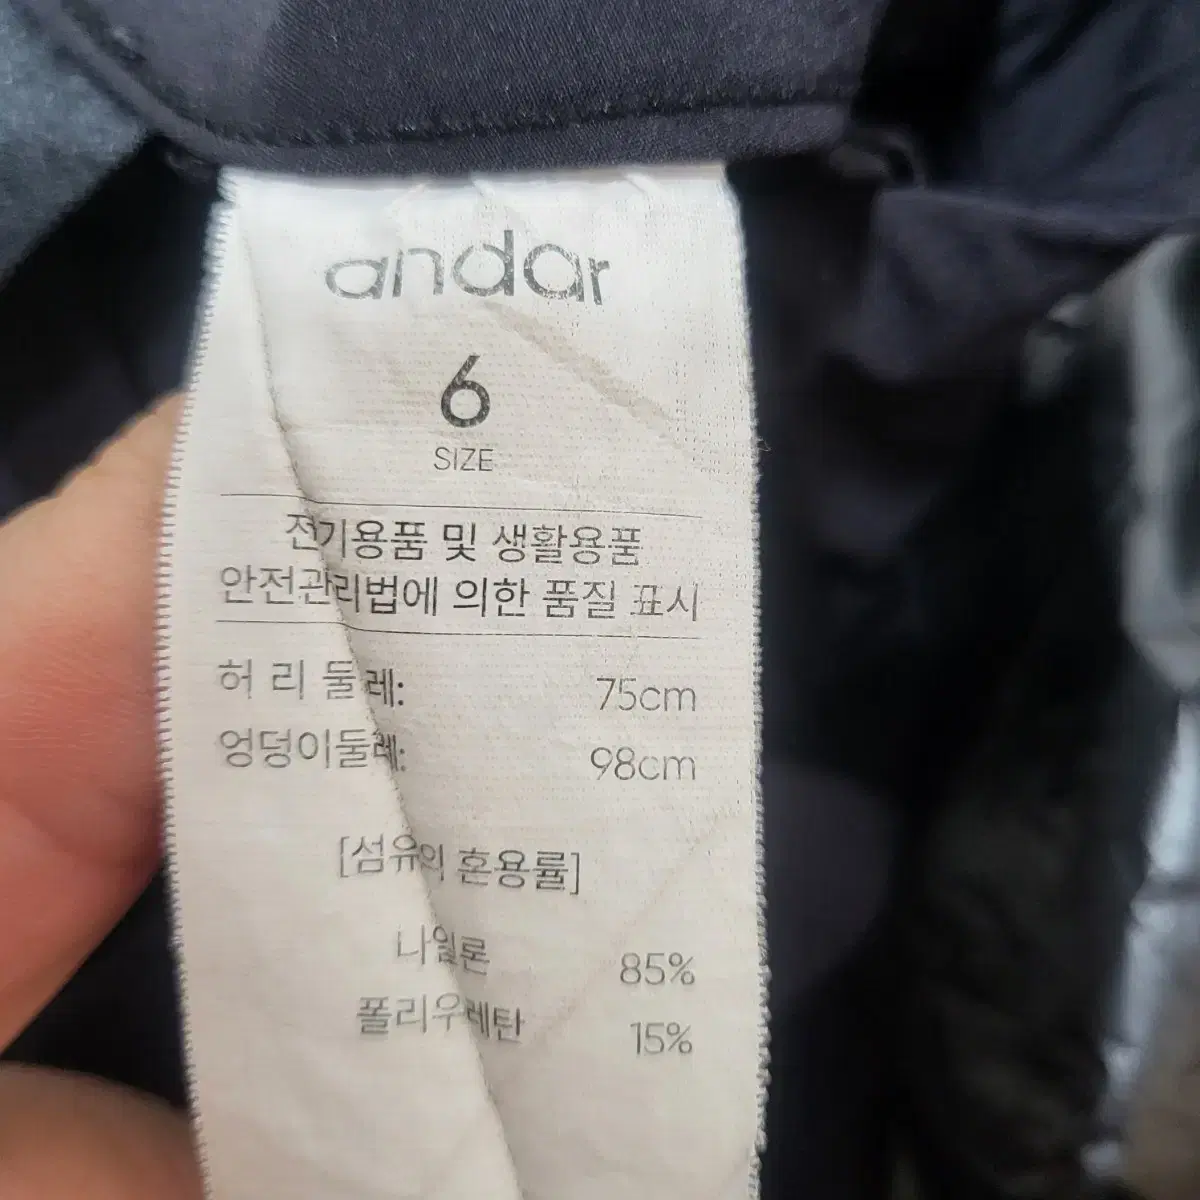 andar
6
SIZE
전기용품 및 생활용품
안전관리법에 의한 품질 표시
허 리 둘 레: 75cm
엉덩이둘레: 98cm
[섬유의 혼용률]
나일론 85%
폴리우레탄 15%